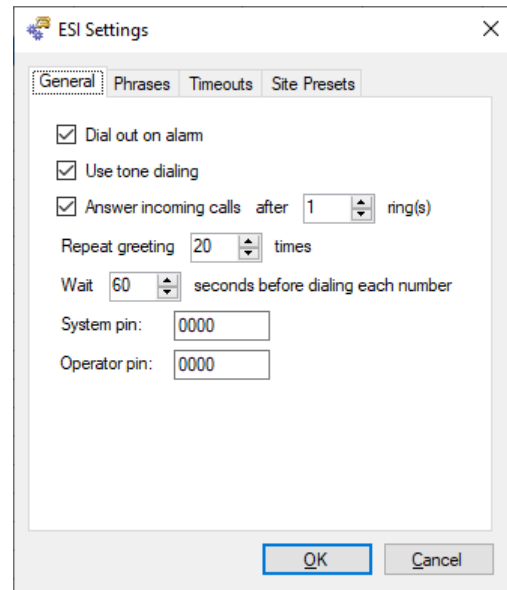 ESI Settings
General Phrases Timeouts Site Presets
Dial out on alarm
Use tone dialing
Answer incoming calls after 1 ring(s)
Repeat greeting 20 times
Wait 60 seconds before dialing each number
System pin: 0000
Operator pin: 0000
OK Cancel